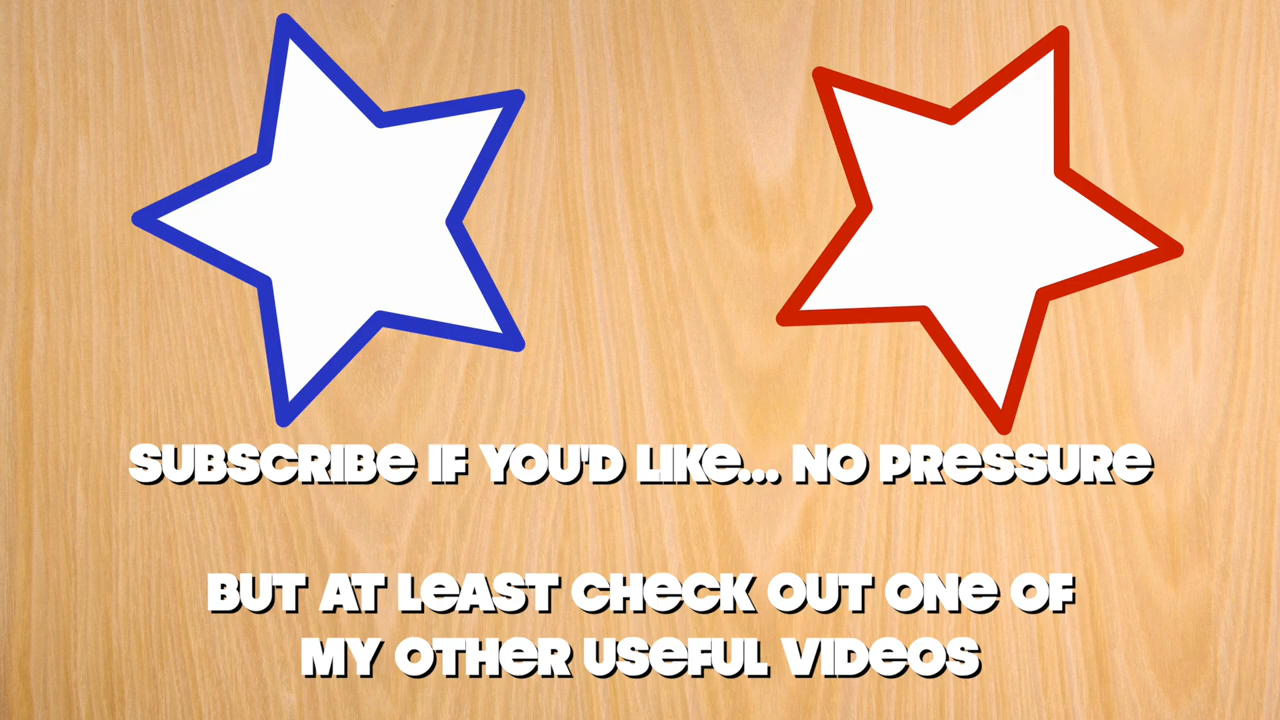 SUBSCRIBE IF YOU'D LIKE... NO PRESSURE
BUT AT LEAST CHECK OUT ONE OF
MY OTHER USEFUL VIDEOS